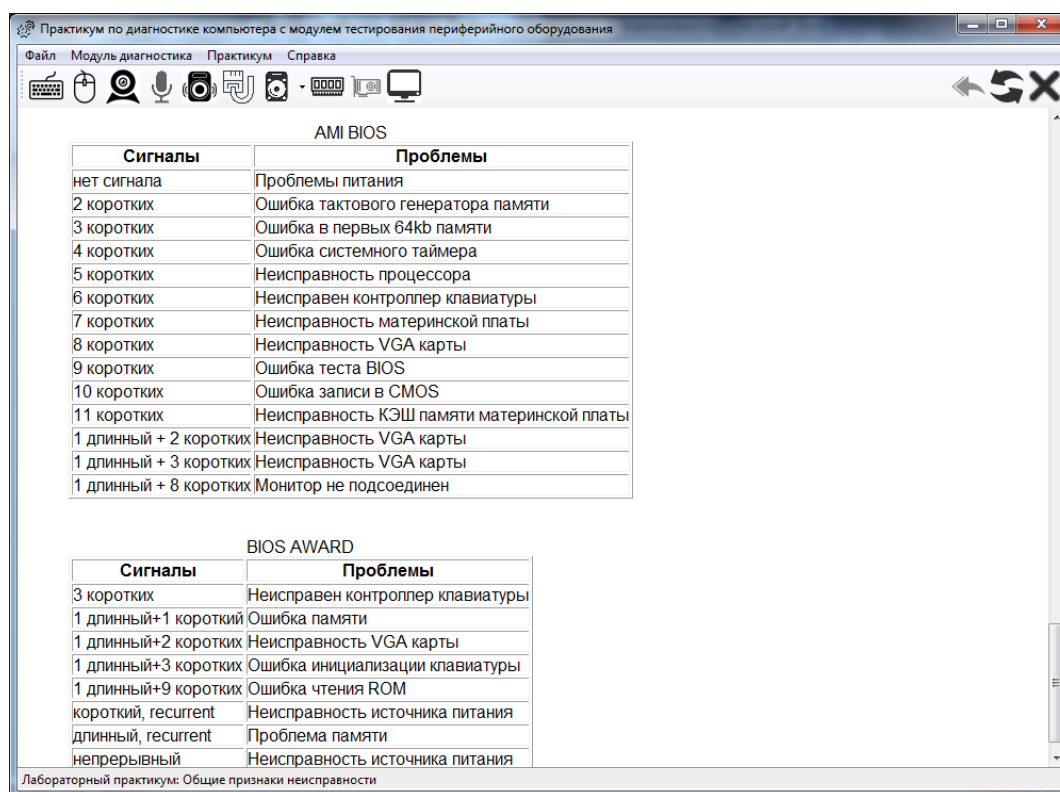 Практикум по диагностике компьютера с модулем тестирования периферийного оборудования
Файл Модуль диагностика Практикум Справка
AMI BIOS
Сигналы Проблемы
нет сигнала Проблемы питания
2 коротких Ошибка тактового генератора памяти
3 коротких Ошибка в первых 64kb памяти
4 коротких Ошибка системного таймера
5 коротких Неисправность процессора
6 коротких Неисправен контроллер клавиатуры
7 коротких Неисправность материнской платы
8 коротких Неисправность VGA карты
9 коротких Ошибка теста BIOS
10 коротких Ошибка записи в CMOS
11 коротких Неисправность КЭШ памяти материнской платы
1 длинный + 2 коротких Неисправность VGA карты
1 длинный + 3 коротких Неисправность VGA карты
1 длинный + 8 коротких Монитор не подсоединен
BIOS AWARD
Сигналы Проблемы
3 коротких Неисправен контроллер клавиатуры
1 длинный+1 короткий Ошибка памяти
1 длинный+2 коротких Неисправность VGA карты
1 длинный+3 коротких Ошибка инициализации клавиатуры
1 длинный+9 коротких Ошибка чтения ROM
короткий, recurrent Неисправность источника питания
длинный, recurrent Проблема памяти
непрерывный Неисправность источника питания
Лабораторный практикум: Общие признаки неисправности